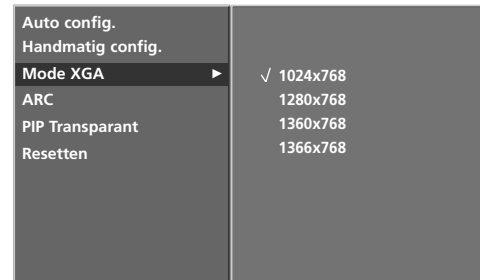 Auto config.
Handmatig config.
Mode XGA ►
ARC
PIP Transparant
Resetten
√ 1024x768
1280x768
1360x768
1366x768